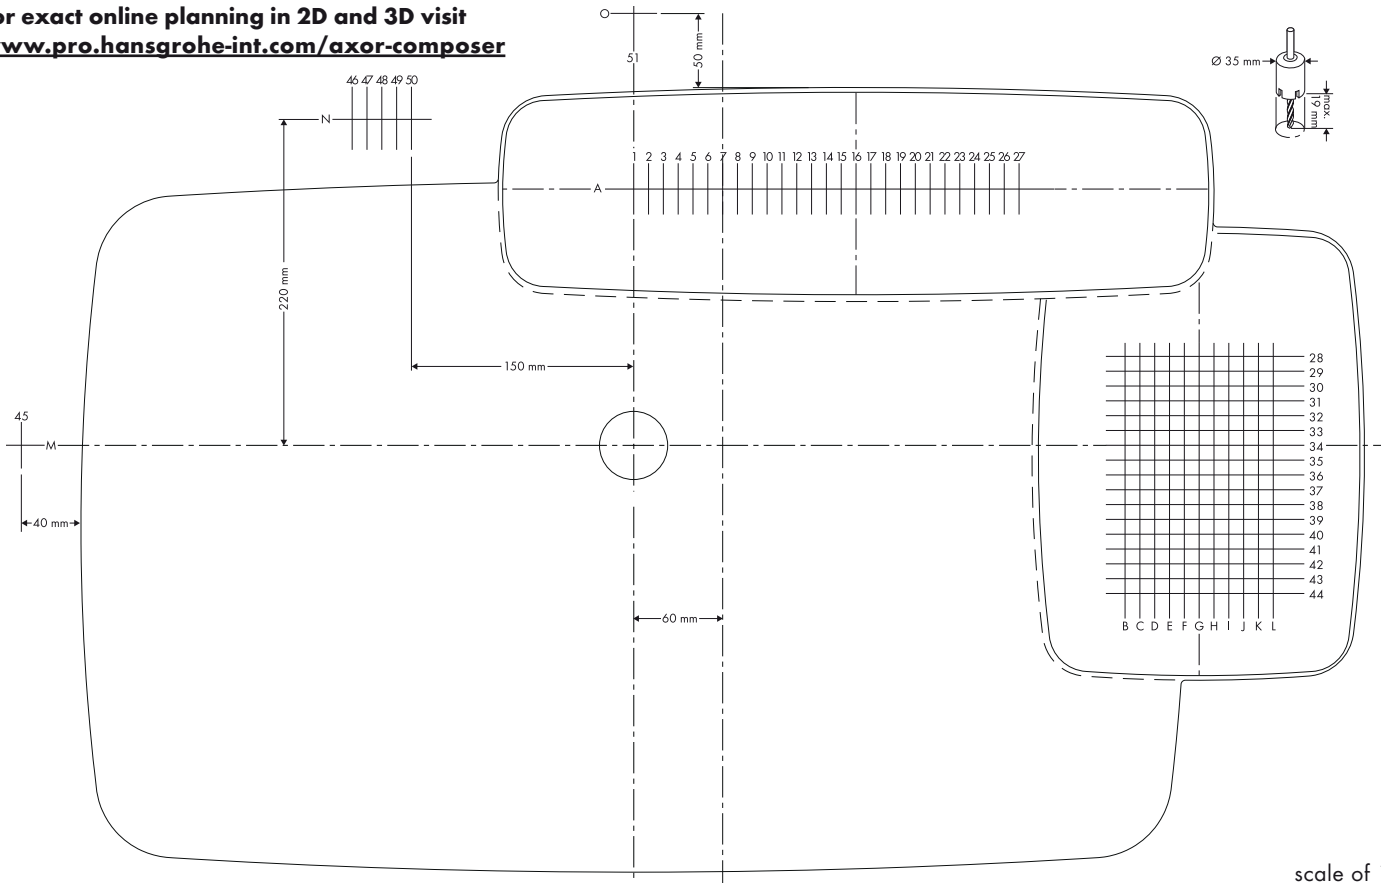 or exact online planning in 2D and 3D visit
www.pro.hansgrohe-int.com/axor-composer
O
51
50 mm
Ø 35 mm
max.
19 mm
46 47 48 49 50
N
1 2 3 4 5 6 7 8 9 10 11 12 13 14 15 16 17 18 19 20 21 22 23 24 25 26 27
A
220 mm
150 mm
28
29
30
31
32
33
34
35
36
37
38
39
40
41
42
43
44
45
M
40 mm
60 mm
B C D E F G H I J K L
scale of